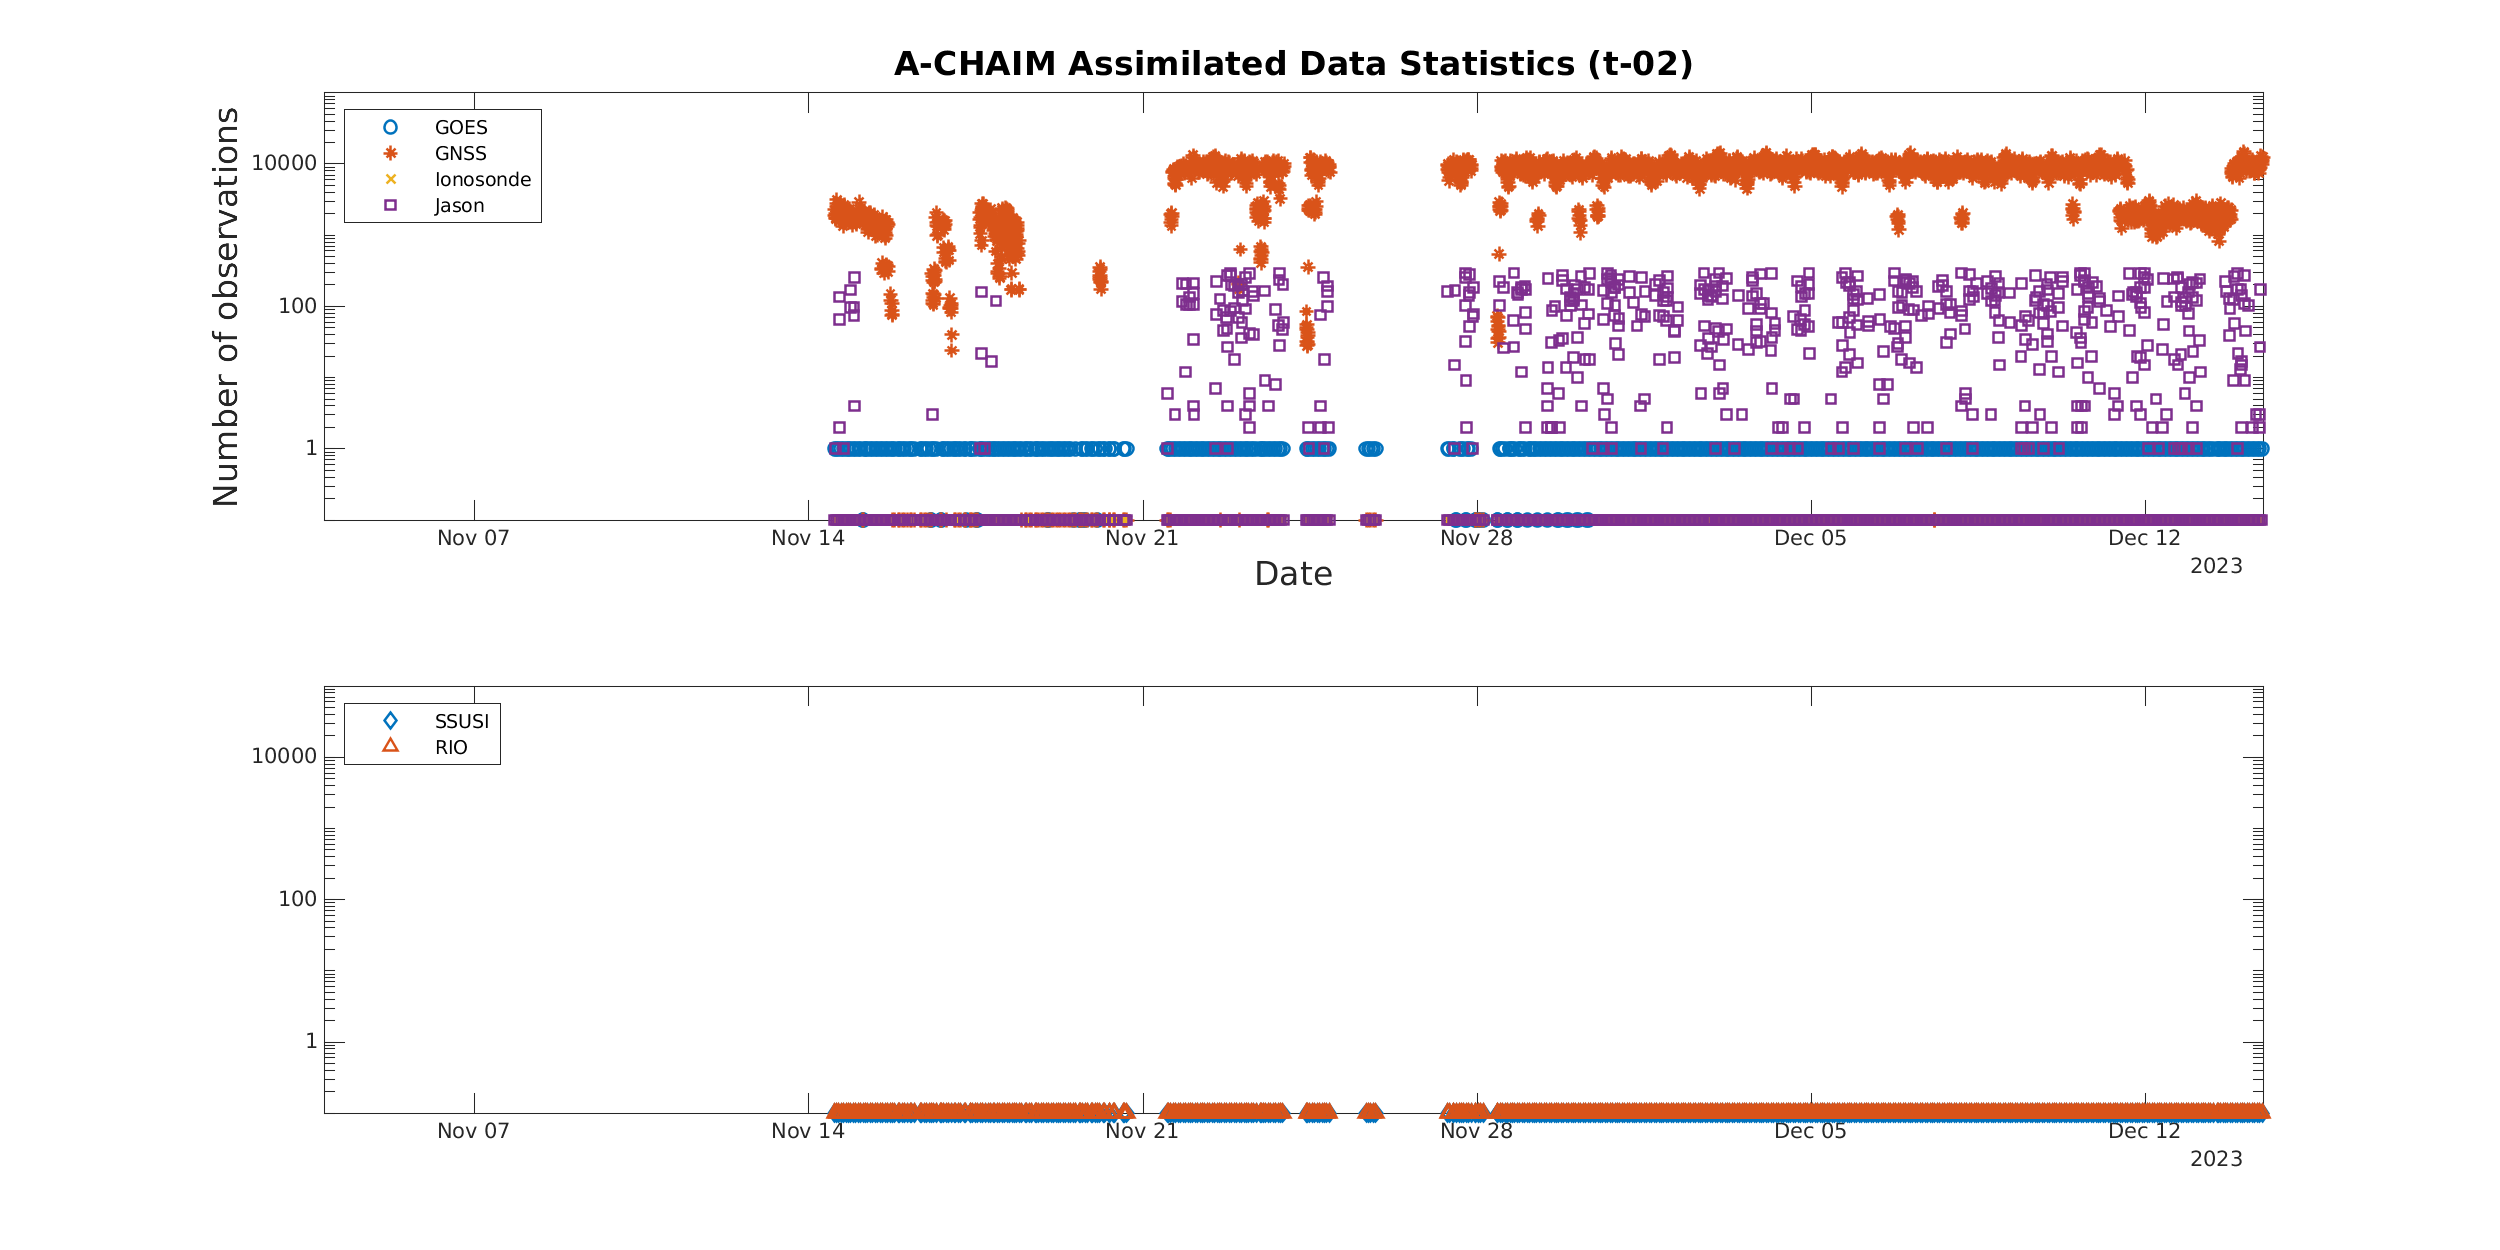 A-CHAIM Assimilated Data Statistics (t-02)
Number of observations
10000
100
1
GOES
GNSS
Ionosonde
Jason
Nov 07
Nov 14
Nov 21
Nov 28
Dec 05
Dec 12
2023
Date
10000
100
1
SSUSI
RIO
Nov 07
Nov 14
Nov 21
Nov 28
Dec 05
Dec 12
2023